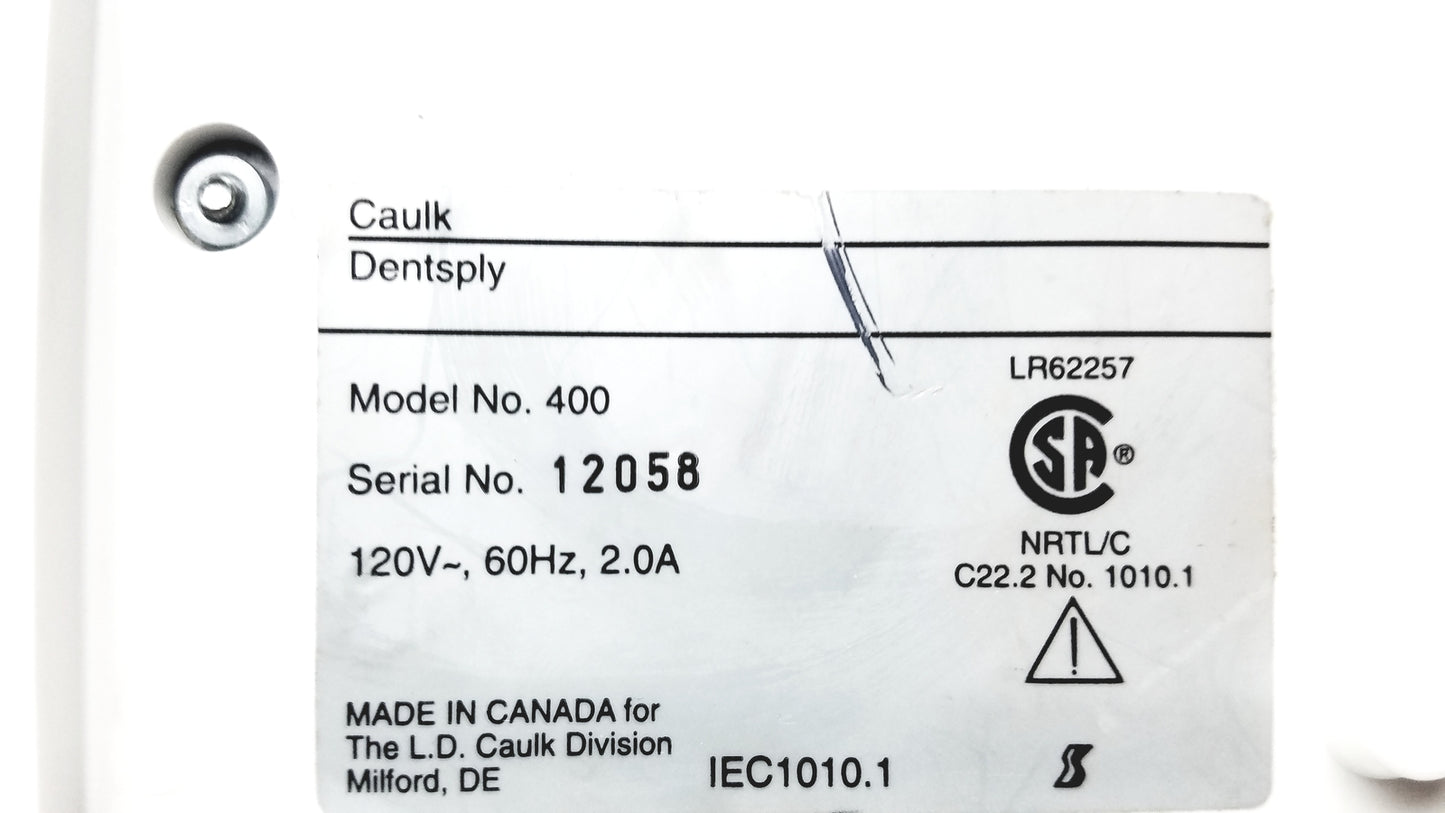 Caulk
Dentsply
Model No. 400
Serial No. 12058
120V~, 60Hz, 2.0A
MADE IN CANADA for
The L.D. Caulk Division
Milford, DE
IEC1010.1
LR62257
CSA®
NRTL/C
C22.2 No. 1010.1
!
S